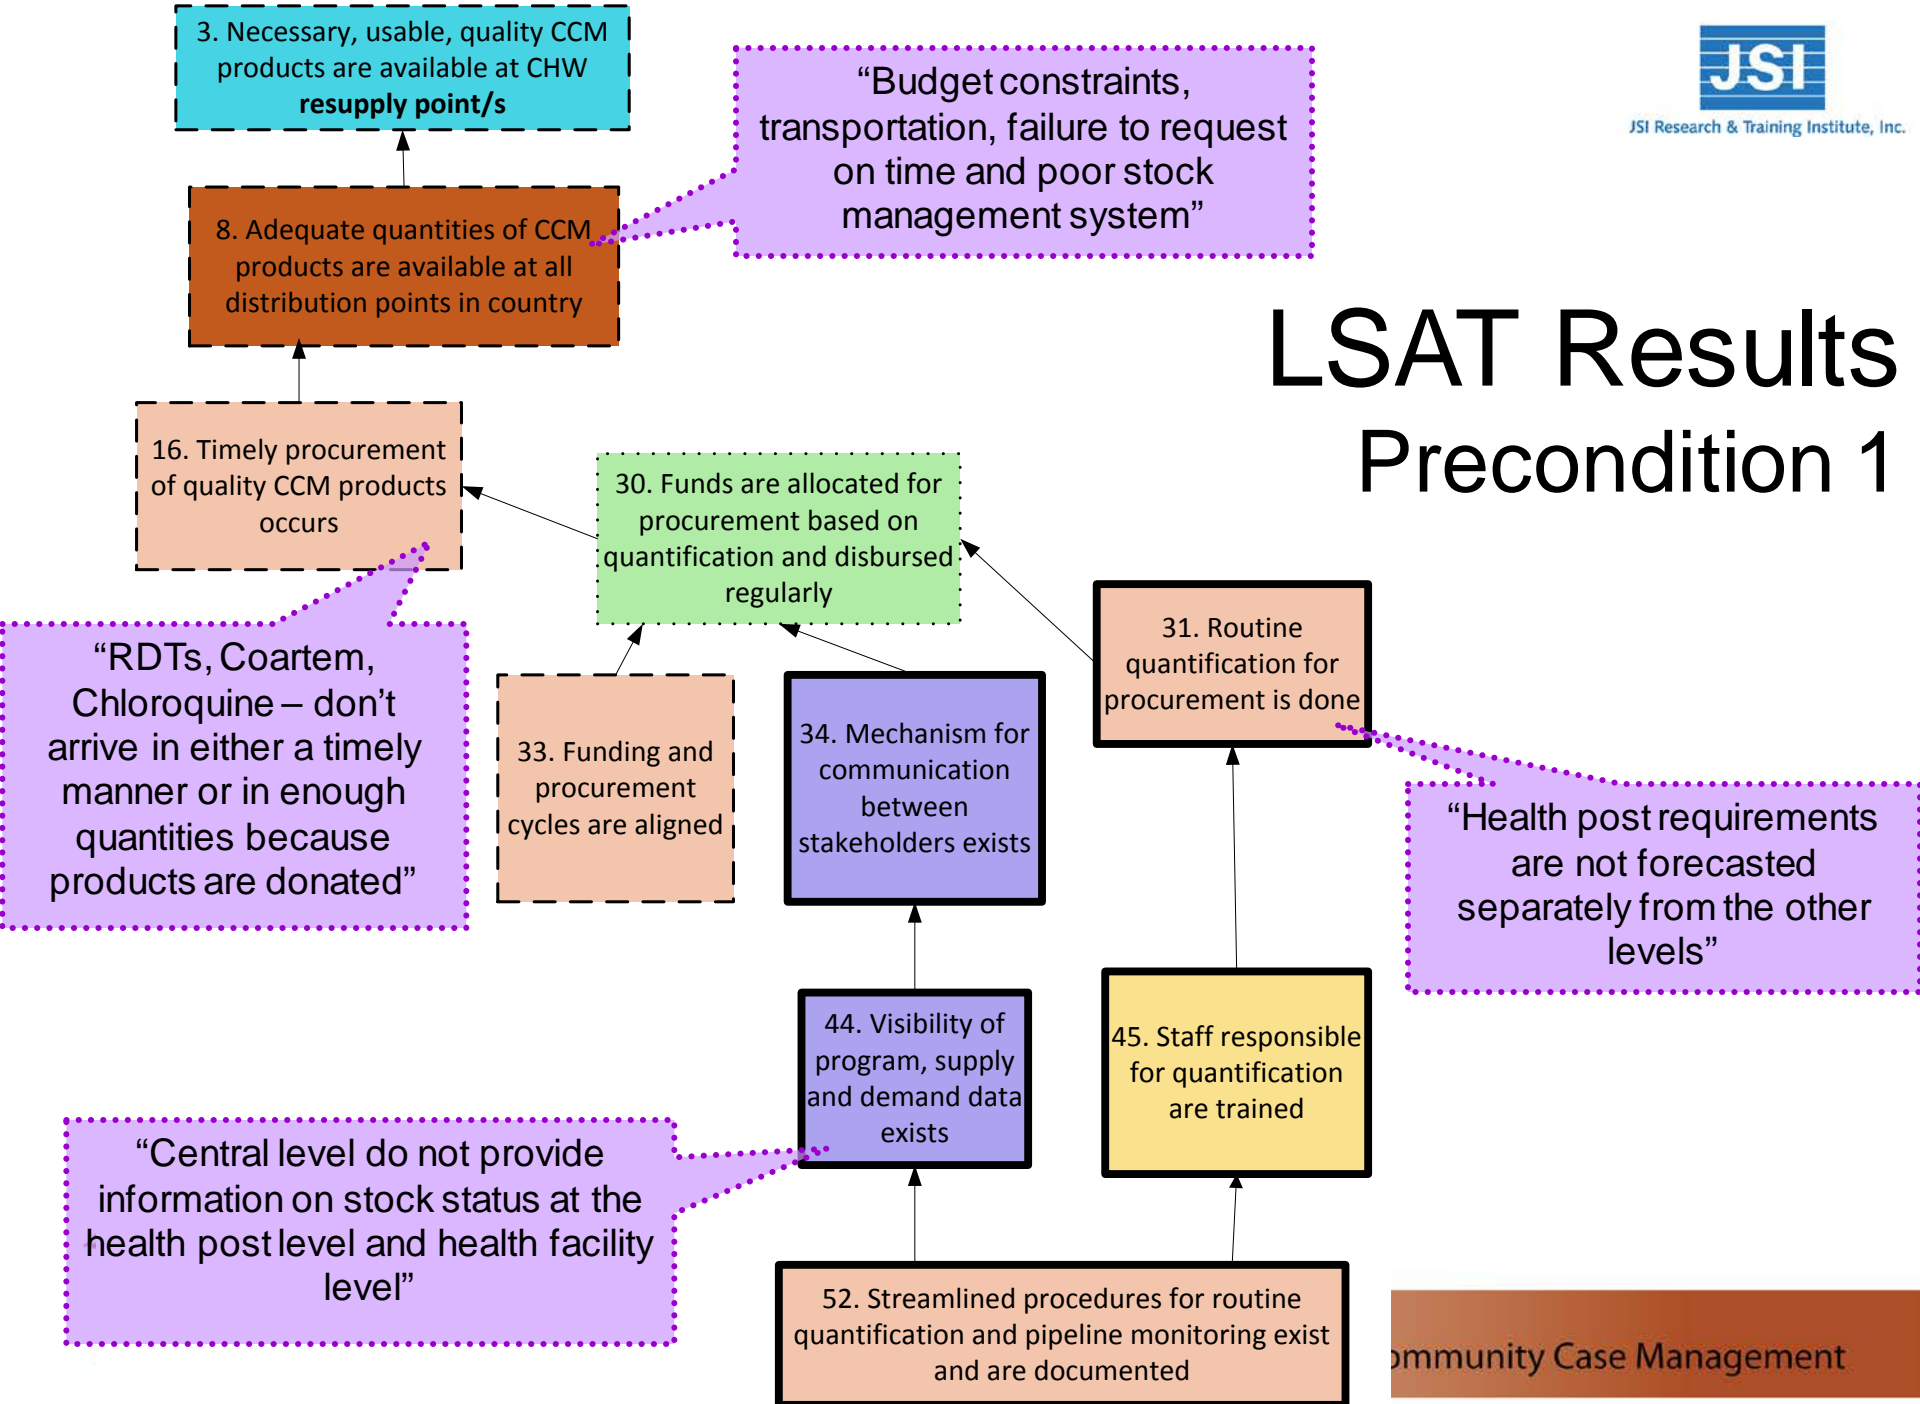 3. Necessary, usable, quality CCM
products are available at CHW
resupply point/s
“Budget constraints,
transportation, failure to request
on time and poor stock
management system”
JSI
JSI Research & Training Institute, Inc.
8. Adequate quantities of CCM
products are available at all
distribution points in country
LSAT Results
Precondition 1
16. Timely procurement
of quality CCM products
occurs
30. Funds are allocated for
procurement based on
quantification and disbursed
regularly
31. Routine
quantification for
procurement is done
“RDTs, Coartem,
Chloroquine – don’t
arrive in either a timely
manner or in enough
quantities because
products are donated”
33. Funding and
procurement
cycles are aligned
34. Mechanism for
communication
between
stakeholders exists
“Health post requirements
are not forecasted
separately from the other
levels”
44. Visibility of
program, supply
and demand data
exists
45. Staff responsible
for quantification
are trained
“Central level do not provide
information on stock status at the
health post level and health facility
level”
52. Streamlined procedures for routine
quantification and pipeline monitoring exist
and are documented
ommunity Case Management